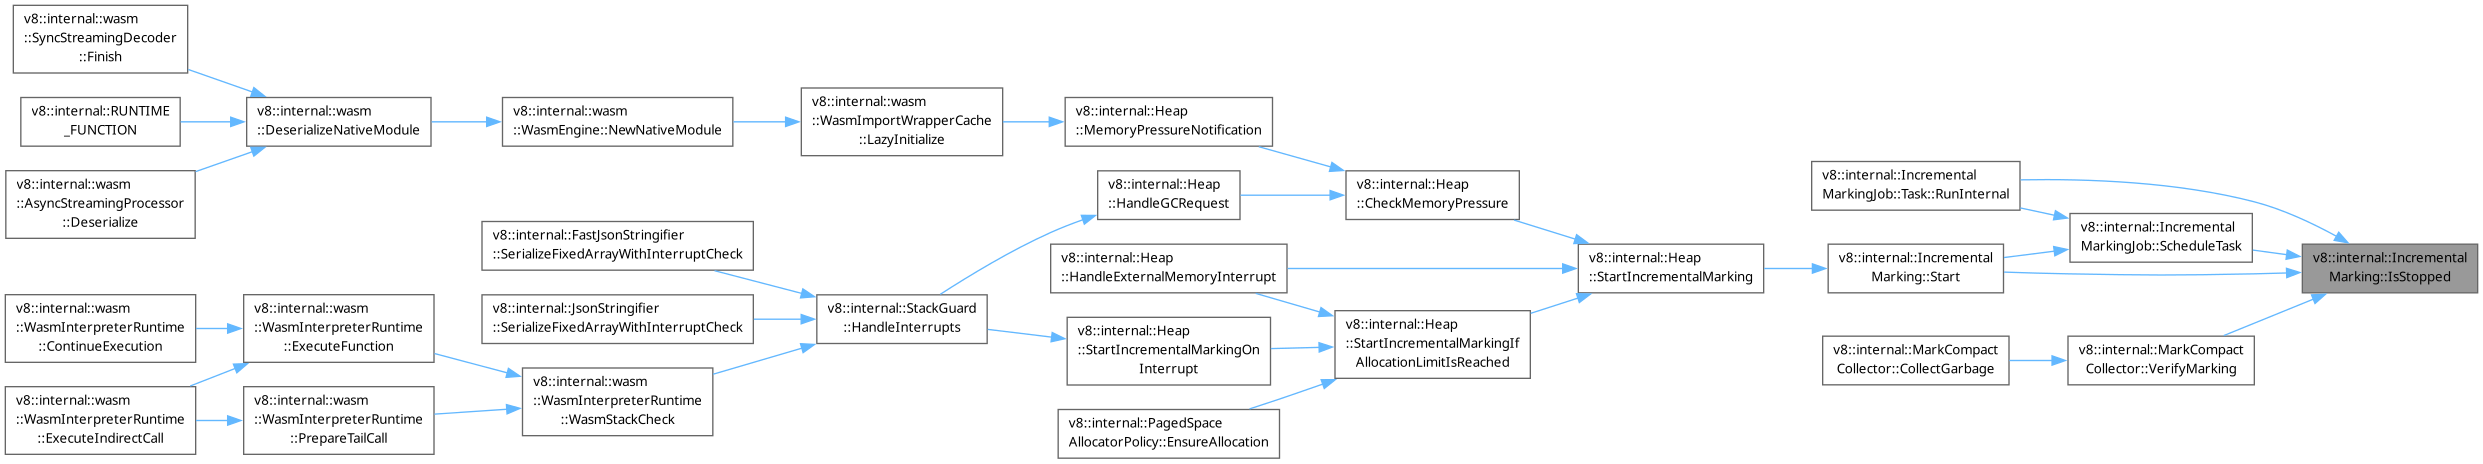 v8::internal::wasm
::SyncStreamingDecoder
::Finish
v8::internal::RUNTIME
_FUNCTION
v8::internal::wasm
::AsyncStreamingProcessor
::Deserialize
v8::internal::wasm
::DeserializeNativeModule
v8::internal::wasm
::WasmEngine::NewNativeModule
v8::internal::wasm
::WasmImportWrapperCache
::LazyInitialize
v8::internal::Heap
::MemoryPressureNotification
v8::internal::Heap
::HandleGCRequest
v8::internal::Heap
::CheckMemoryPressure
v8::internal::FastJsonStringifier
::SerializeFixedArrayWithInterruptCheck
v8::internal::JsonStringifier
::SerializeFixedArrayWithInterruptCheck
v8::internal::wasm
::WasmInterpreterRuntime
::ContinueExecution
v8::internal::wasm
::WasmInterpreterRuntime
::ExecuteFunction
v8::internal::wasm
::WasmInterpreterRuntime
::ExecuteIndirectCall
v8::internal::wasm
::WasmInterpreterRuntime
::PrepareTailCall
v8::internal::wasm
::WasmInterpreterRuntime
::WasmStackCheck
v8::internal::StackGuard
::HandleInterrupts
v8::internal::Heap
::HandleExternalMemoryInterrupt
v8::internal::Heap
::StartIncrementalMarkingOn
Interrupt
v8::internal::PagedSpace
AllocatorPolicy::EnsureAllocation
v8::internal::Heap
::StartIncrementalMarkingIf
AllocationLimitIsReached
v8::internal::Heap
::StartIncrementalMarking
v8::internal::Incremental
MarkingJob::Task::RunInternal
v8::internal::Incremental
Marking::Start
v8::internal::Incremental
MarkingJob::ScheduleTask
v8::internal::MarkCompact
Collector::CollectGarbage
v8::internal::MarkCompact
Collector::VerifyMarking
v8::internal::Incremental
Marking::IsStopped